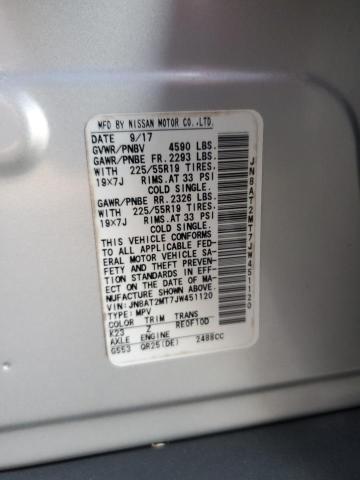 MFD BY NISSAN MOTOR CO.,LTD.
DATE 9/17
GVWR/PNBV 4590 LBS.
GAWR/PNBE FR. 2293 LBS.
WITH 225/55R19 TIRES
19X7J RIMS.AT 33 PSI
COLD SINGLE.
GAWR/PNBE RR. 2326 LBS.
WITH 225/55R19 TIRES
19X7J RIMS.AT 33 PSI
COLD SINGLE.
THIS VEHICLE CONFORMS
TO ALL APPLICABLE FED-
ERAL MOTOR VEHICLE SA-
FETY AND THEFT PREVENT-
ION STANDARDS IN EFFECT
ON THE DATE OF MA-
NUFACTURE SHOWN ABOVE.
VIN:JN8AT2MT7JW451120
TYPE:MPV
COLOR TRIM TRANS
K23 Z RE0F10D
AXLE ENGINE
G553 QR25(DE) 2488CC
JN8AT2MT7JW451120